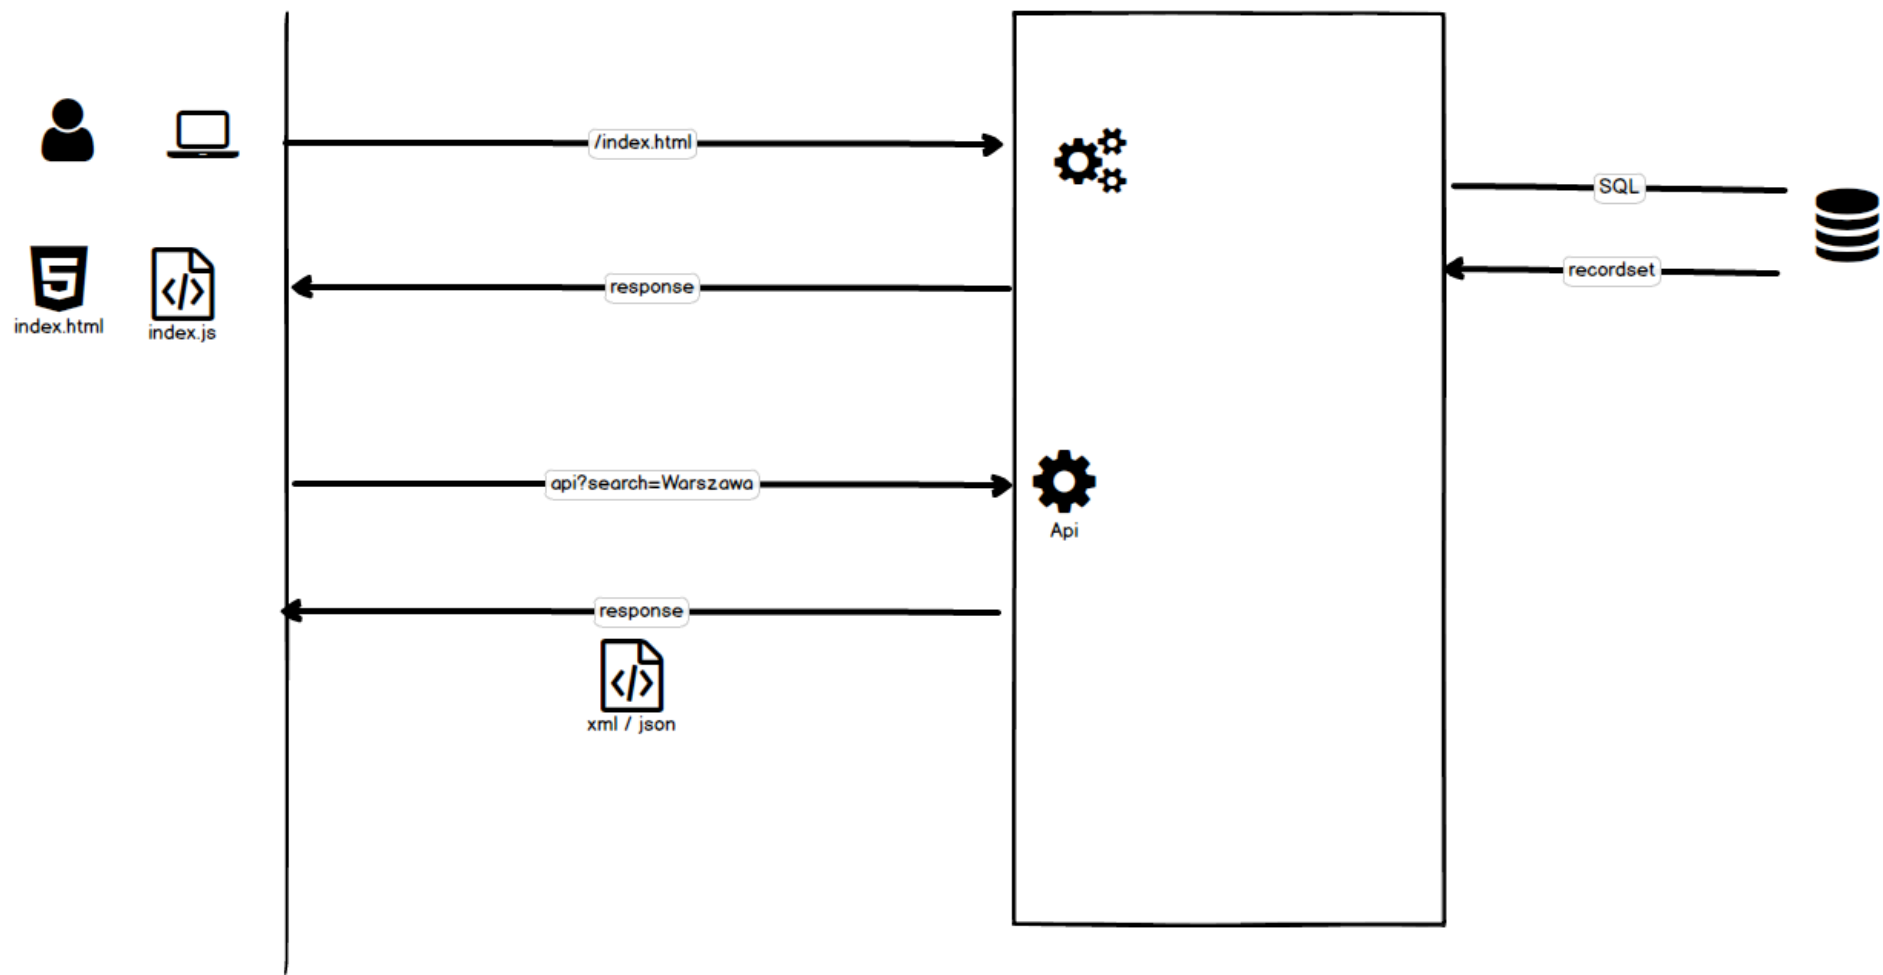 /index.html
SQL
recordset
response
index.html
index.js
api?search=Warszawa
Api
response
xml / json